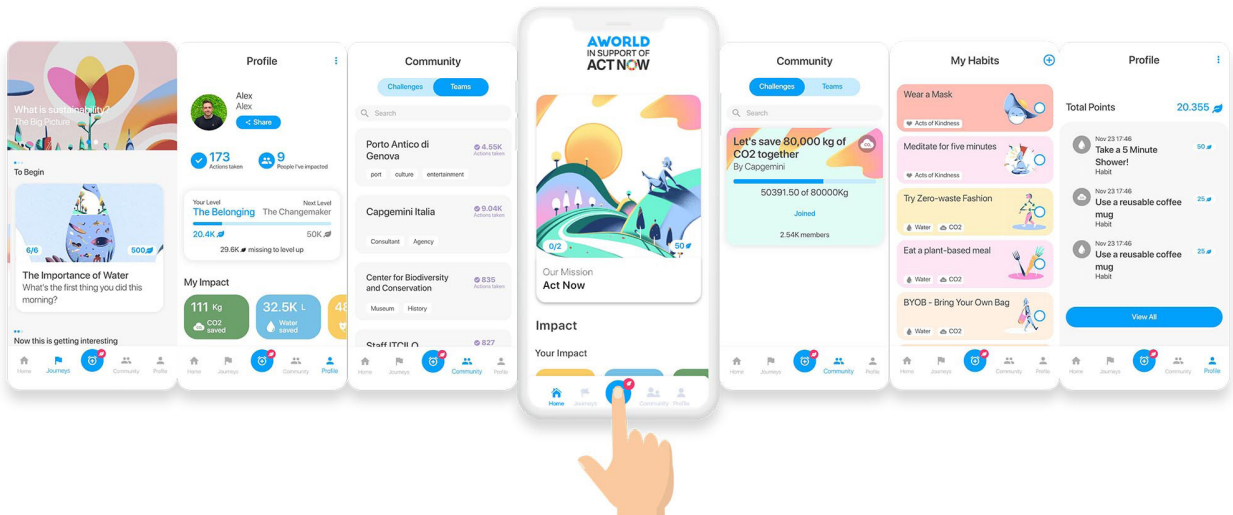 What is sustainability?
The Big Picture
To Begin
6/6
500
The Importance of Water
What's the first thing you did this
morning?
Now this is getting interesting
Home
Journeys
Community
Profile
Profile
Alex
Alex
Share
173
Actions taken
9
People I've impacted
Your Level
Next Level
The Belonging
The Changemaker
20.4K
50K
29.6K missing to level up
My Impact
111 Kg
CO2
saved
32.5K L
Water
saved
48
Home
Journeys
Community
Profile
Community
Challenges
Teams
Search
Porto Antico di
Genova
4.55K
Actions taken
port
culture
entertainment
Capgemini Italia
9.04K
Actions taken
Consultant
Agency
Center for Biodiversity
and Conservation
835
Actions taken
Museum
History
Staff ITCILO
827
Home
Journeys
Community
Profile
AWORLD
IN SUPPORT OF
ACT NOW
0/2
50
Our Mission
Act Now
Impact
Your Impact
Home
Journeys
Community
Profile
Community
Challenges
Teams
Search
Let's save 80,000 kg of
CO2 together
By Capgemini
CO2
50391.50 of 80000Kg
Joined
2.54K members
Home
Journeys
Community
Profile
My Habits
Wear a Mask
Acts of Kindness
Meditate for five minutes
Acts of Kindness
Try Zero-waste Fashion
Water
CO2
Eat a plant-based meal
Water
CO2
BYOB - Bring Your Own Bag
Water
CO2
Home
Journeys
Community
Profile
Profile
Total Points
20.355
Nov 23 17:46
Take a 5 Minute
Shower!
Habit
50
Nov 23 17:46
Use a reusable coffee
mug
Habit
25
Nov 23 17:46
Use a reusable coffee
mug
Habit
25
View All
Home
Journeys
Community
Profile